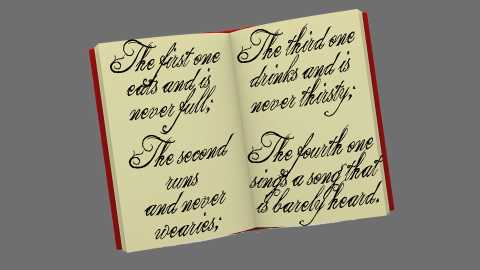 The first one
eats and is
never full;
The second
runs
and never
wearies;
The third one
drinks and is
never thirsty;
The fourth one
sings a song that
is barely heard.